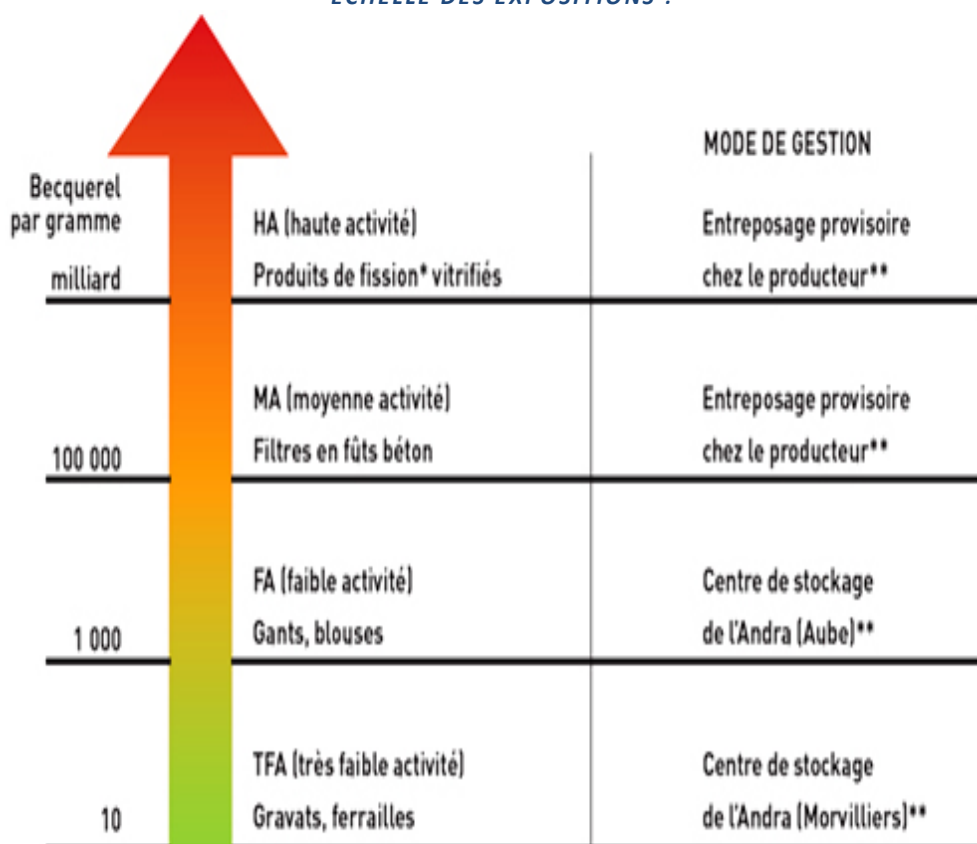 ECHELLE DES EXPOSITIONS :
MODE DE GESTION
Becquerel
par gramme
milliard
HA (haute activité)
Produits de fission* vitrifiés
Entreposage provisoire
chez le producteur**
100 000
MA (moyenne activité)
Filtres en fûts béton
Entreposage provisoire
chez le producteur**
1 000
FA (faible activité)
Gants, blouses
Centre de stockage
de l'Andra (Aube)**
10
TFA (très faible activité)
Gravats, ferrailles
Centre de stockage
de l'Andra (Morvilliers)**